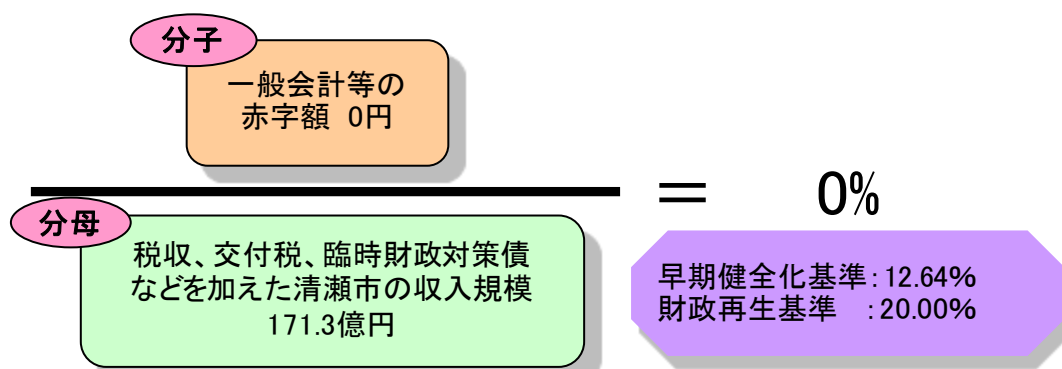 分子
一般会計等の
赤字額 0円
＝ 0%
分母
税収、交付税、臨時財政対策債
などを加えた清瀬市の収入規模
171.3億円
早期健全化基準：12.64%
財政再生基準　：20.00%